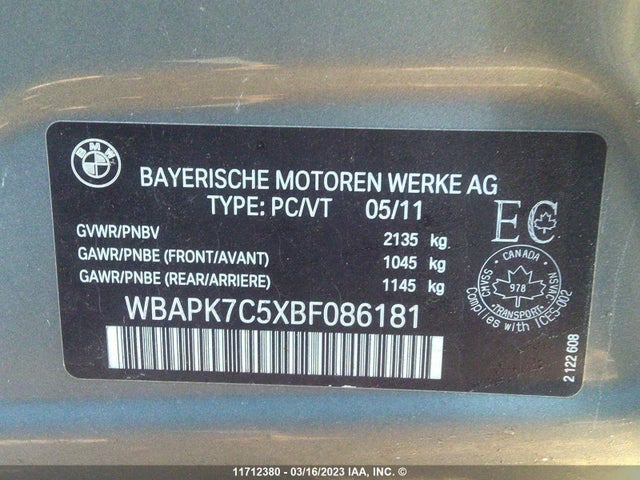 BMW
BAYERISCHE MOTOREN WERKE AG
TYPE: PC/VT 05/11
GVWR/PNBV 2135 kg
GAWR/PNBE (FRONT/AVANT) 1045 kg
GAWR/PNBE (REAR/ARRIERE) 1145 kg
WBAPK7C5XBF086181
EC
CANADA
CMVSS NSVAC
978
TRANSPORT
Complies with ICES-002
2 122 608
11712380 - 03/16/2023 IAA, INC. ©